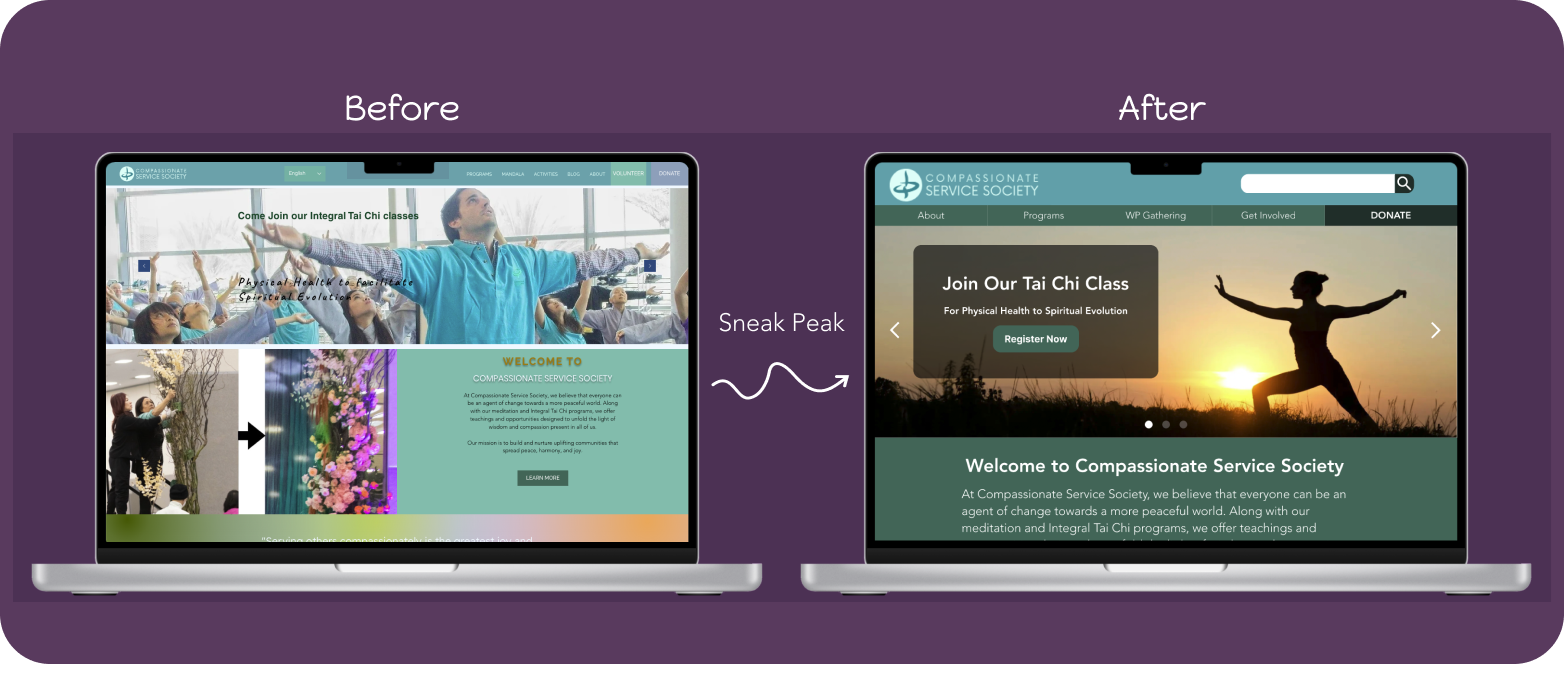 Before
After
COMPASSIONATE
SERVICE SOCIETY
English
PROGRAMS MANDALA ACTIVITIES BLOG ABOUT VOLUNTEER DONATE
Come Join our Integral Tai Chi classes
Physical Health to Facilitate
Spiritual Evolution
WELCOME TO
COMPASSIONATE SERVICE SOCIETY
At Compassionate Service Society, we believe that everyone can
be an agent of change towards a more peaceful world. Along
with our meditation and Integral Tai Chi programs, we offer
teachings and opportunities designed to unfold the light of
wisdom and compassion present in all of us.
Our mission is to build and nurture uplifting communities that
spread peace, harmony, and joy
LEARN MORE
"Serving others compassionately is the greatest joy and
Sneak Peak
COMPASSIONATE
SERVICE SOCIETY
About Programs WP Gathering Get Involved DONATE
Join Our Tai Chi Class
For Physical Health to Spiritual Evolution
Register Now
Welcome to Compassionate Service Society
At Compassionate Service Society, we believe that everyone can be an
agent of change towards a more peaceful world. Along with our
meditation and Integral Tai Chi programs, we offer teachings and